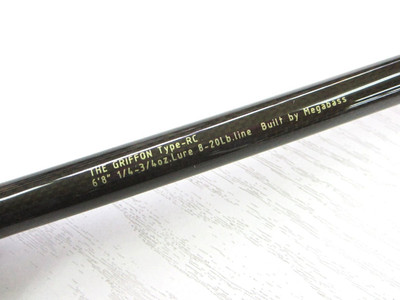 THE GRIFFON Type-RC
6'8" 1/4-3/4oz.Lure 8-20Lb.line Built by Megabass